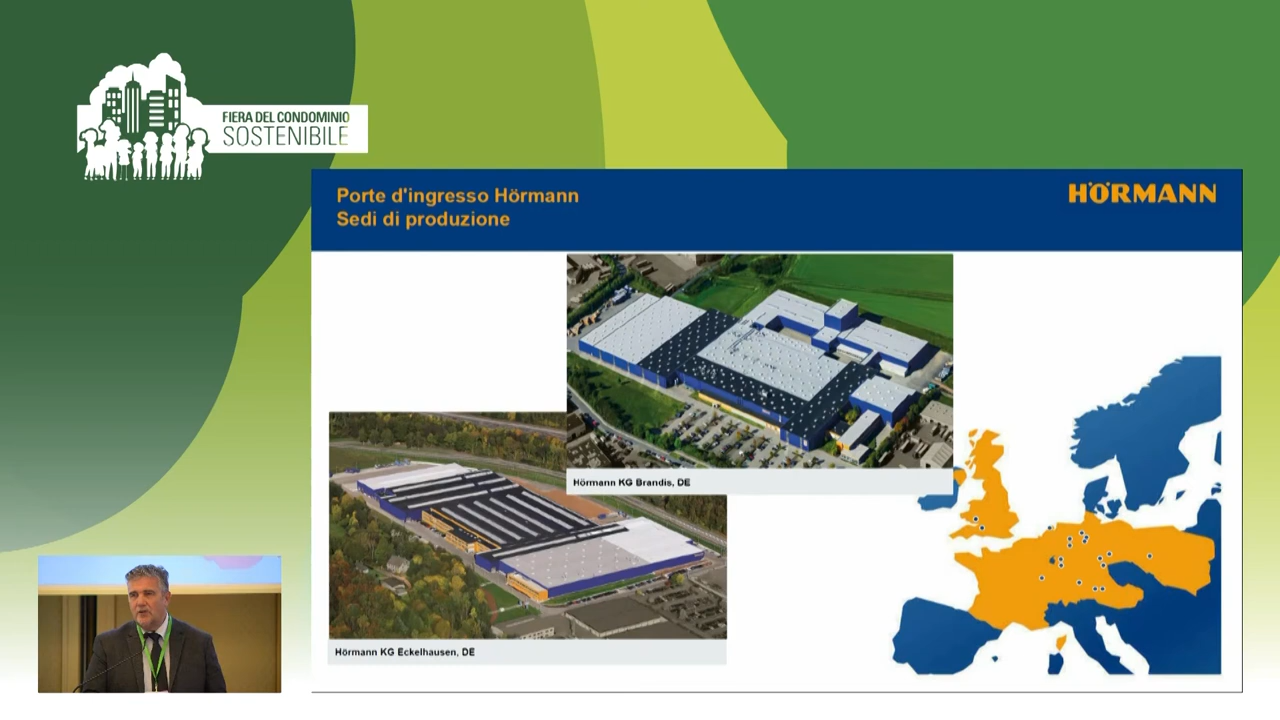 FIERA DEL CONDOMINIO
SOSTENIBILE
Porte d'ingresso Hörmann
Sedi di produzione
HÖRMANN
Hörmann KG Brandis, DE
Hörmann KG Eckelhausen, DE